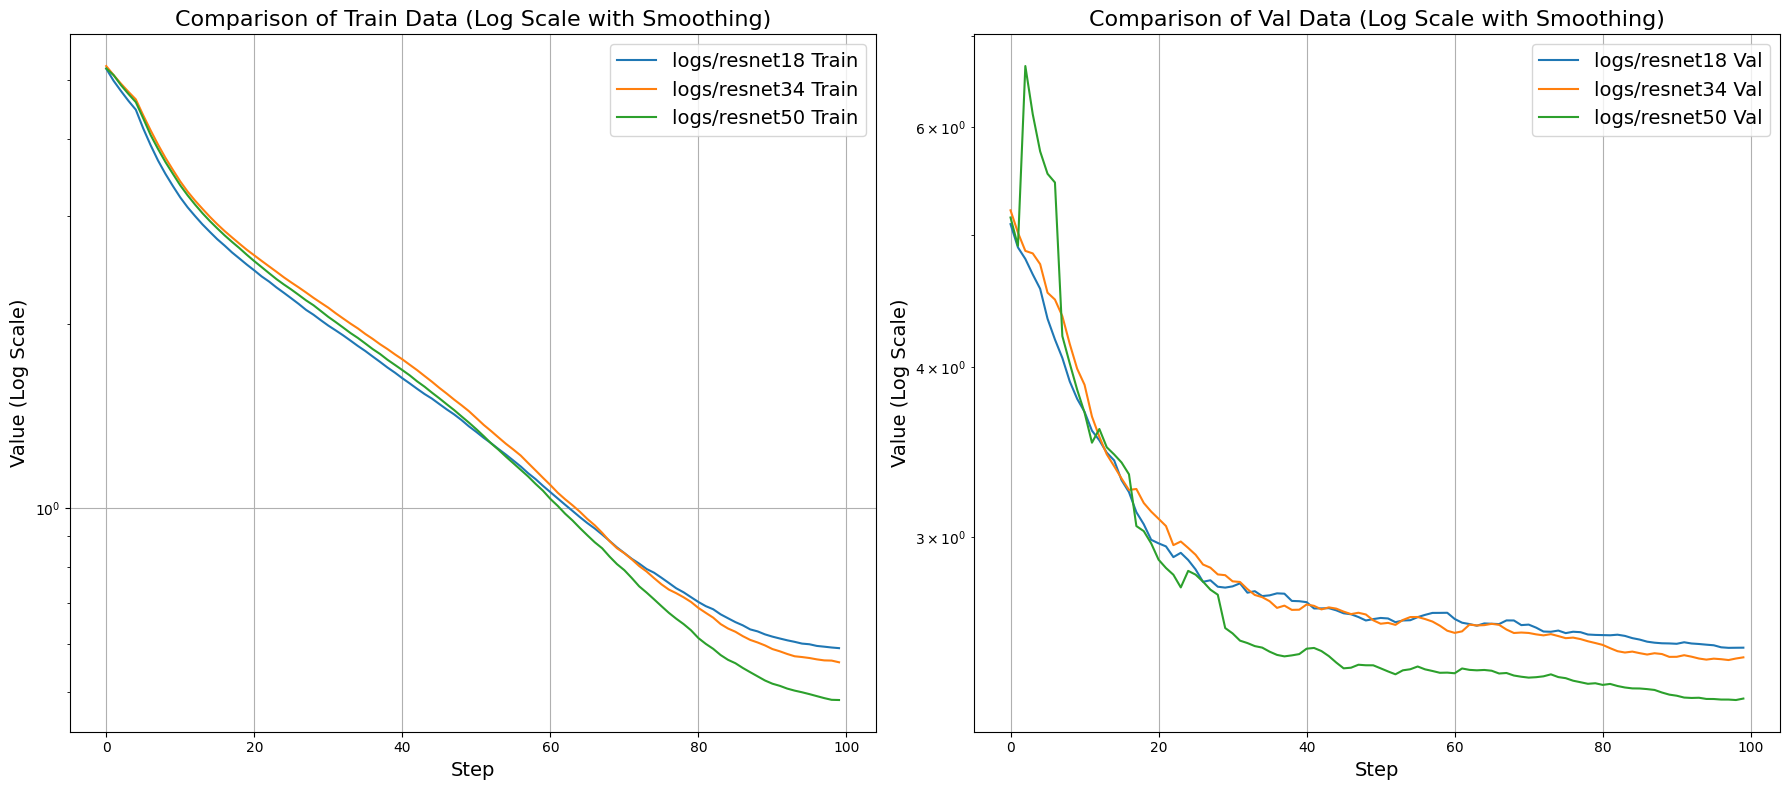 Comparison of Train Data (Log Scale with Smoothing)
logs/resnet18 Train
logs/resnet34 Train
logs/resnet50 Train
Value (Log Scale)
10⁰
0 20 40 60 80 100
Step
Comparison of Val Data (Log Scale with Smoothing)
logs/resnet18 Val
logs/resnet34 Val
logs/resnet50 Val
Value (Log Scale)
6 × 10⁰
4 × 10⁰
3 × 10⁰
0 20 40 60 80 100
Step